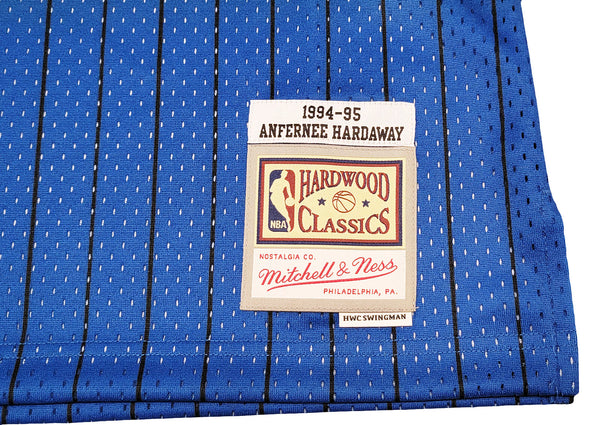 1994-95
ANFERNEE HARDAWAY
NBA
HARDWOOD
CLASSICS
NOSTALGIA CO.
Mitchell & Ness
PHILADELPHIA, PA.
HWC SWINGMAN